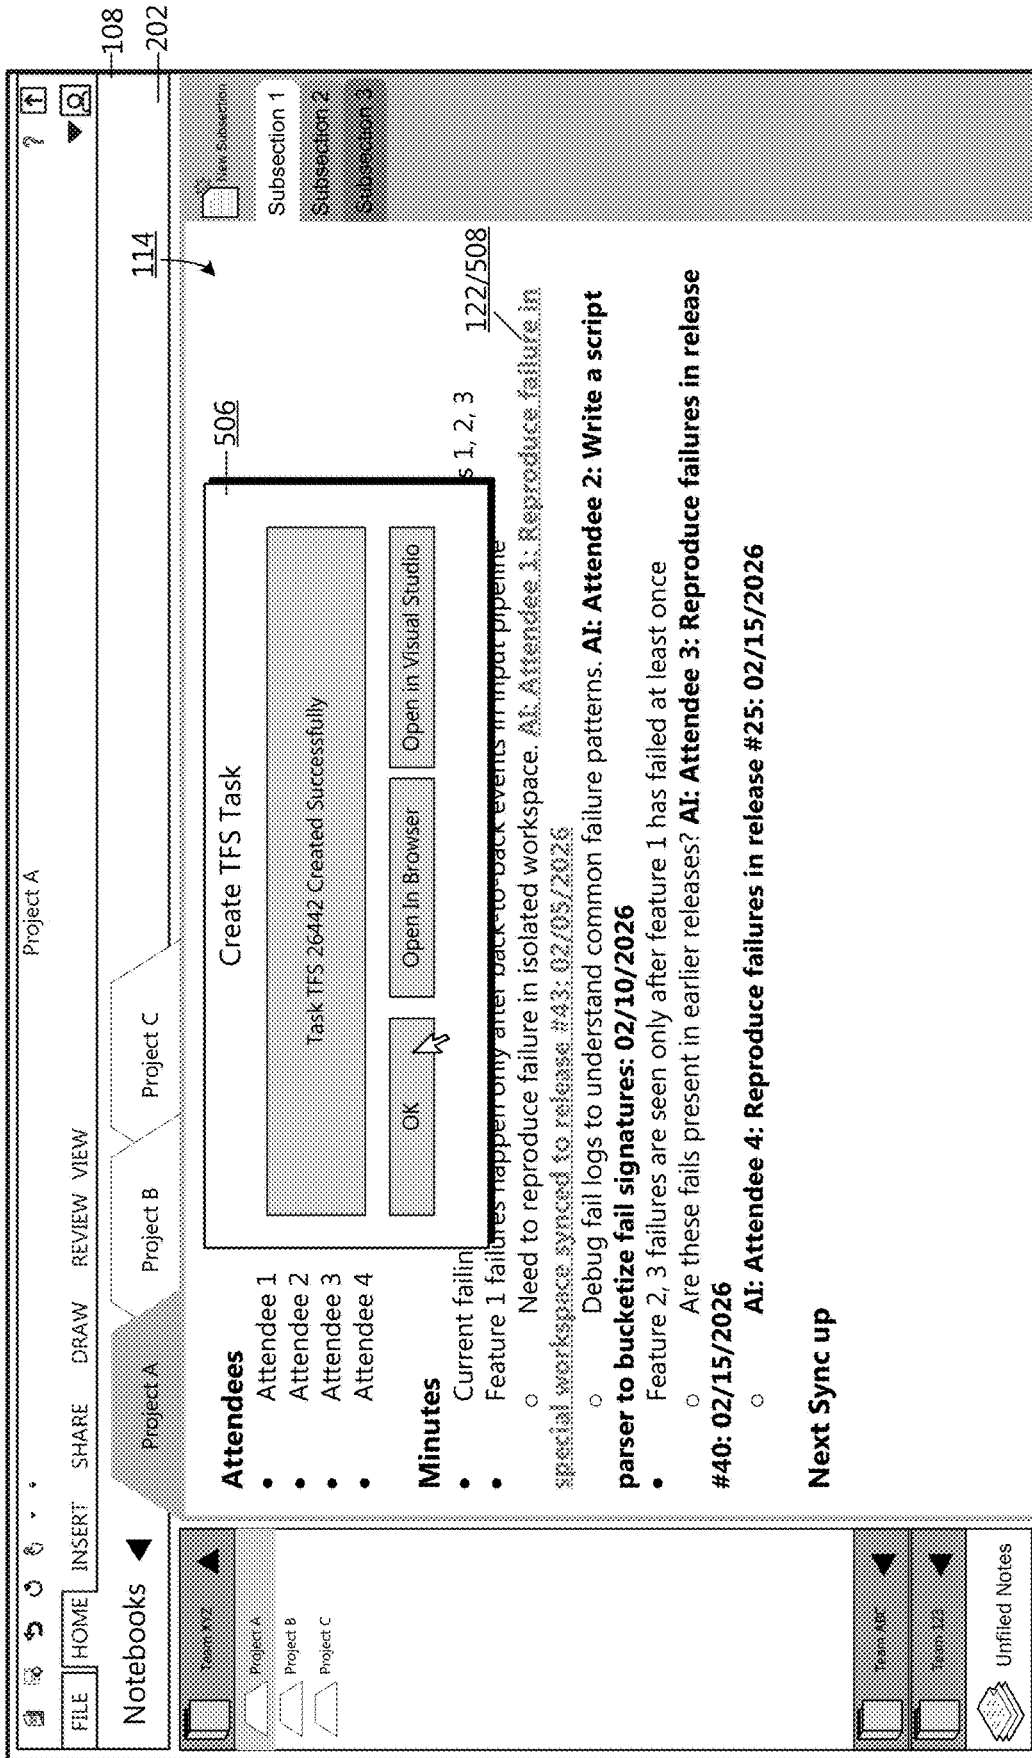 Project A
?
FILE HOME INSERT SHARE DRAW REVIEW VIEW
108
Notebooks Project A Project B Project C
202
114
Team XYZ
Project A
Project B
Project C
Team ABC
Team 123
Unfiled Notes
New Subsection
Subsection 1
Subsection 2
Subsection 3
506
Create TFS Task
Task TFS 26442 Created Successfully
OK Open In Browser Open in Visual Studio
Attendees
• Attendee 1
• Attendee 2
• Attendee 3
• Attendee 4
Minutes
• Current failin s 1, 2, 3
122/508
• Feature 1 failures happen only after back-to-back events in input pipeline
○ Need to reproduce failure in isolated workspace. AI: Attendee 1: Reproduce failure in
special workspace synced to release #43: 02/05/2026
○ Debug fail logs to understand common failure patterns. AI: Attendee 2: Write a script
parser to bucketize fail signatures: 02/10/2026
• Feature 2, 3 failures are seen only after feature 1 has failed at least once
○ Are these fails present in earlier releases? AI: Attendee 3: Reproduce failures in release
#40: 02/15/2026
○ AI: Attendee 4: Reproduce failures in release #25: 02/15/2026
Next Sync up